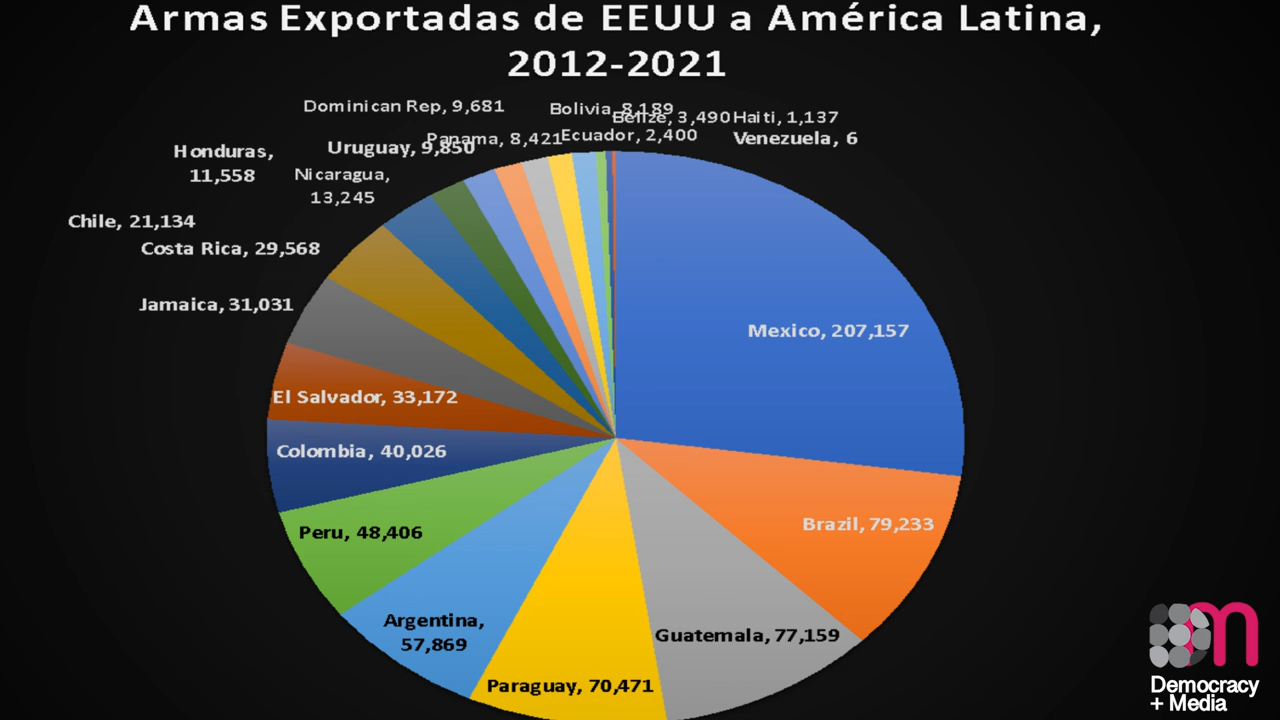 Armas Exportadas de EEUU a América Latina,
2012-2021
Dominican Rep, 9,681
Bolivia, 8,189
Belize, 3,490
Haiti, 1,137
Panama, 8,421
Ecuador, 2,400
Venezuela, 6
Honduras,
11,558
Uruguay, 9,850
Nicaragua,
13,245
Chile, 21,134
Costa Rica, 29,568
Jamaica, 31,031
Mexico, 207,157
El Salvador, 33,172
Colombia, 40,026
Peru, 48,406
Brazil, 79,233
Argentina,
57,869
Guatemala, 77,159
Paraguay, 70,471
m
Democracy
+ Media